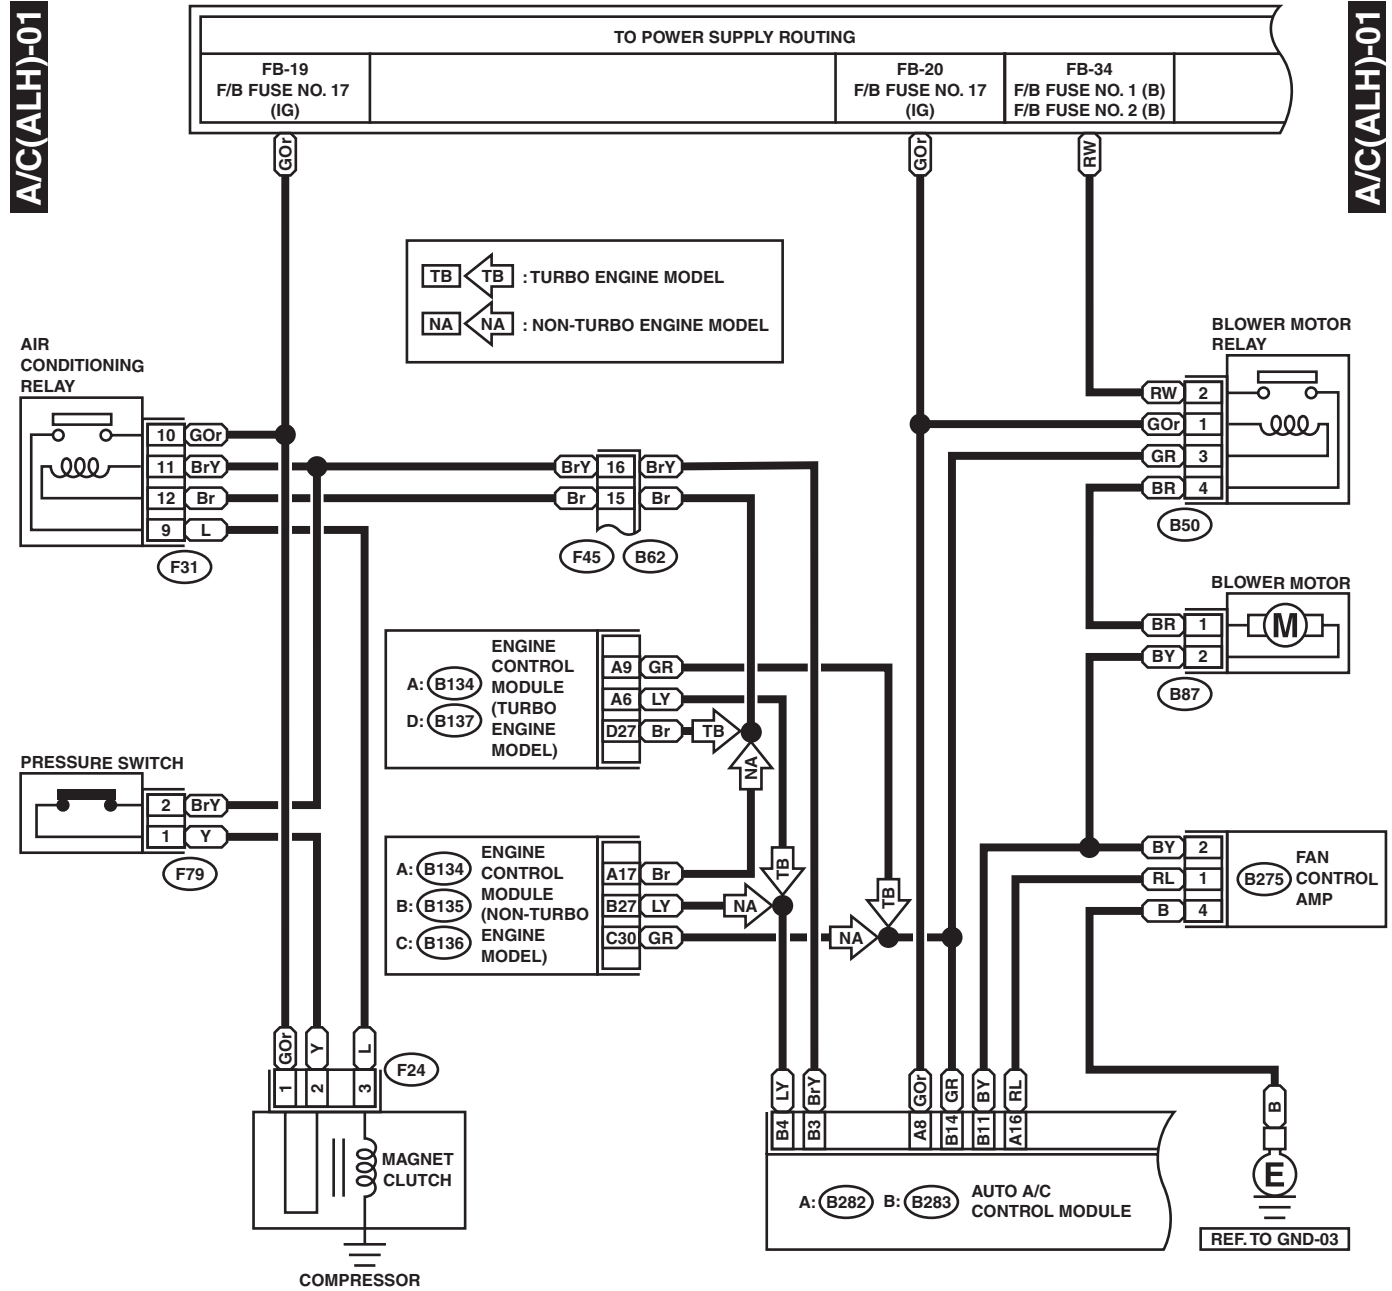 A/C(ALH)-01
A/C(ALH)-01
TO POWER SUPPLY ROUTING
FB-19
F/B FUSE NO. 17
(IG)
FB-20
F/B FUSE NO. 17
(IG)
FB-34
F/B FUSE NO. 1 (B)
F/B FUSE NO. 2 (B)
GOr
GOr
RW
TB TB : TURBO ENGINE MODEL
NA NA : NON-TURBO ENGINE MODEL
AIR
CONDITIONING
RELAY
10 GOr
11 BrY
12 Br
9 L
F31
BrY 16 BrY
Br 15 Br
F45 B62
BLOWER MOTOR
RELAY
RW 2
GOr 1
GR 3
BR 4
B50
BLOWER MOTOR
M
BR 1
BY 2
B87
A: B134
D: B137
ENGINE
CONTROL
MODULE
(TURBO
ENGINE
MODEL)
A9 GR
A6 LY
D27 Br
TB
NA
PRESSURE SWITCH
2 BrY
1 Y
F79
A: B134
B: B135
C: B136
ENGINE
CONTROL
MODULE
(NON-TURBO
ENGINE
MODEL)
A17 Br
B27 LY
C30 GR
TB
NA
TB
NA
BY 2
RL 1
B 4
B275
FAN
CONTROL
AMP
GOr Y L
1 2 3
F24
MAGNET
CLUTCH
COMPRESSOR
LY BrY GOr GR BY RL
B4 B3 A8 B14 B11 A16
A: B282 B: B283
AUTO A/C
CONTROL MODULE
B
E
REF. TO GND-03